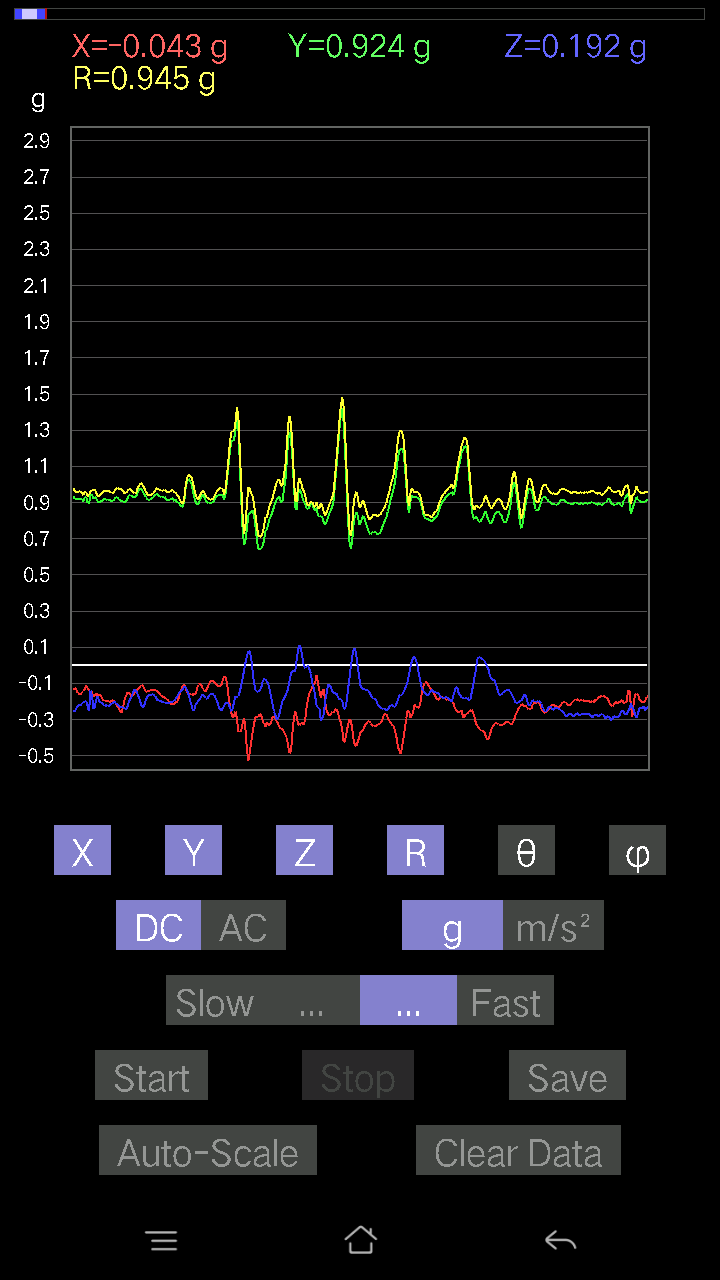 X=-0.043 g Y=0.924 g Z=0.192 g
R=0.945 g
g
2.9
2.7
2.5
2.3
2.1
1.9
1.7
1.5
1.3
1.1
0.9
0.7
0.5
0.3
0.1
-0.1
-0.3
-0.5
X Y Z R θ φ
DC AC g m/s²
Slow ... ... Fast
Start Stop Save
Auto-Scale Clear Data